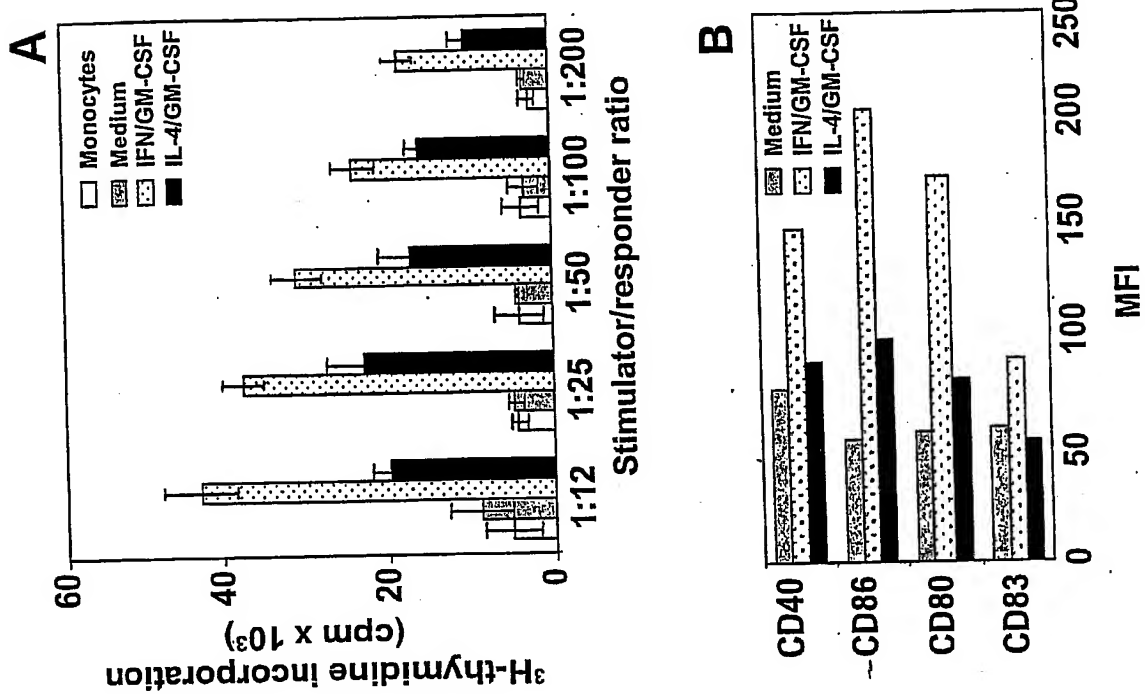 A
Monocytes
Medium
IFN/GM-CSF
IL-4/GM-CSF
60
40
20
0
³H-thymidine incorporation
(cpm x 10³)
1:12
1:25
1:50
1:100
1:200
Stimulator/responder ratio
B
Medium
IFN/GM-CSF
IL-4/GM-CSF
CD40
CD86
CD80
CD83
0
50
100
150
200
250
MFI